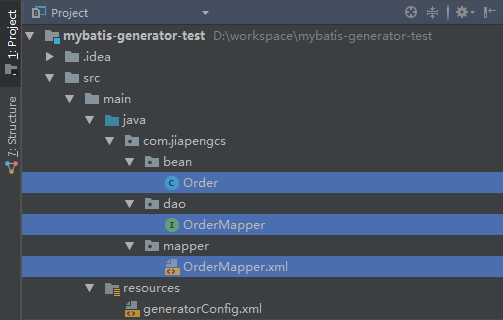 1: Project
7: Structure
Project
mybatis-generator-test D:\workspace\mybatis-generator-test
.idea
src
main
java
com.jiapengcs
bean
Order
dao
OrderMapper
mapper
OrderMapper.xml
resources
generatorConfig.xml